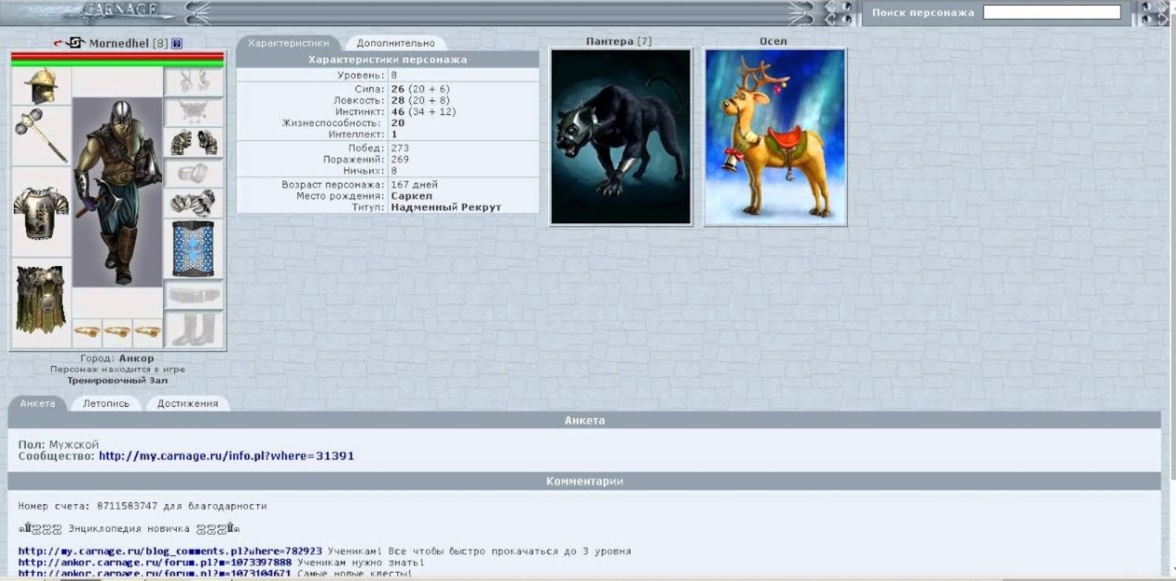 CARNAGE
Поиск персонажа
Mornedhel [8]
Характеристики
Дополнительно
Характеристики персонажа
Уровень: 8
Сила: 26 (20 + 6)
Ловкость: 28 (20 + 8)
Инстинкт: 46 (34 + 12)
Жизнеспособность: 20
Интеллект: 1
Побед: 273
Поражений: 269
Ничьих: 8
Возраст персонажа: 167 дней
Место рождения: Саркел
Титул: Надменный Рекрут
Пантера [7]
Осел
Город: Анкор
Персонаж находится в игре
Тренировочный Зал
Анкета
Летопись
Достижения
Анкета
Пол: Мужской
Сообщество: http://my.carnage.ru/info.pl?where=31391
Комментарии
Номер счета: 8711583747 для благодарности
Энциклопедия новичка
http://my.carnage.ru/blog_comments.pl?where=782923 Ученикам! Все чтобы быстро прокачаться до 3 уровня
http://ankor.carnage.ru/forum.pl?m=1073397888 Ученикам нужно знать!
http://ankor.carnage.ru/forum.pl?m=1073104671 Самые новые квесты!